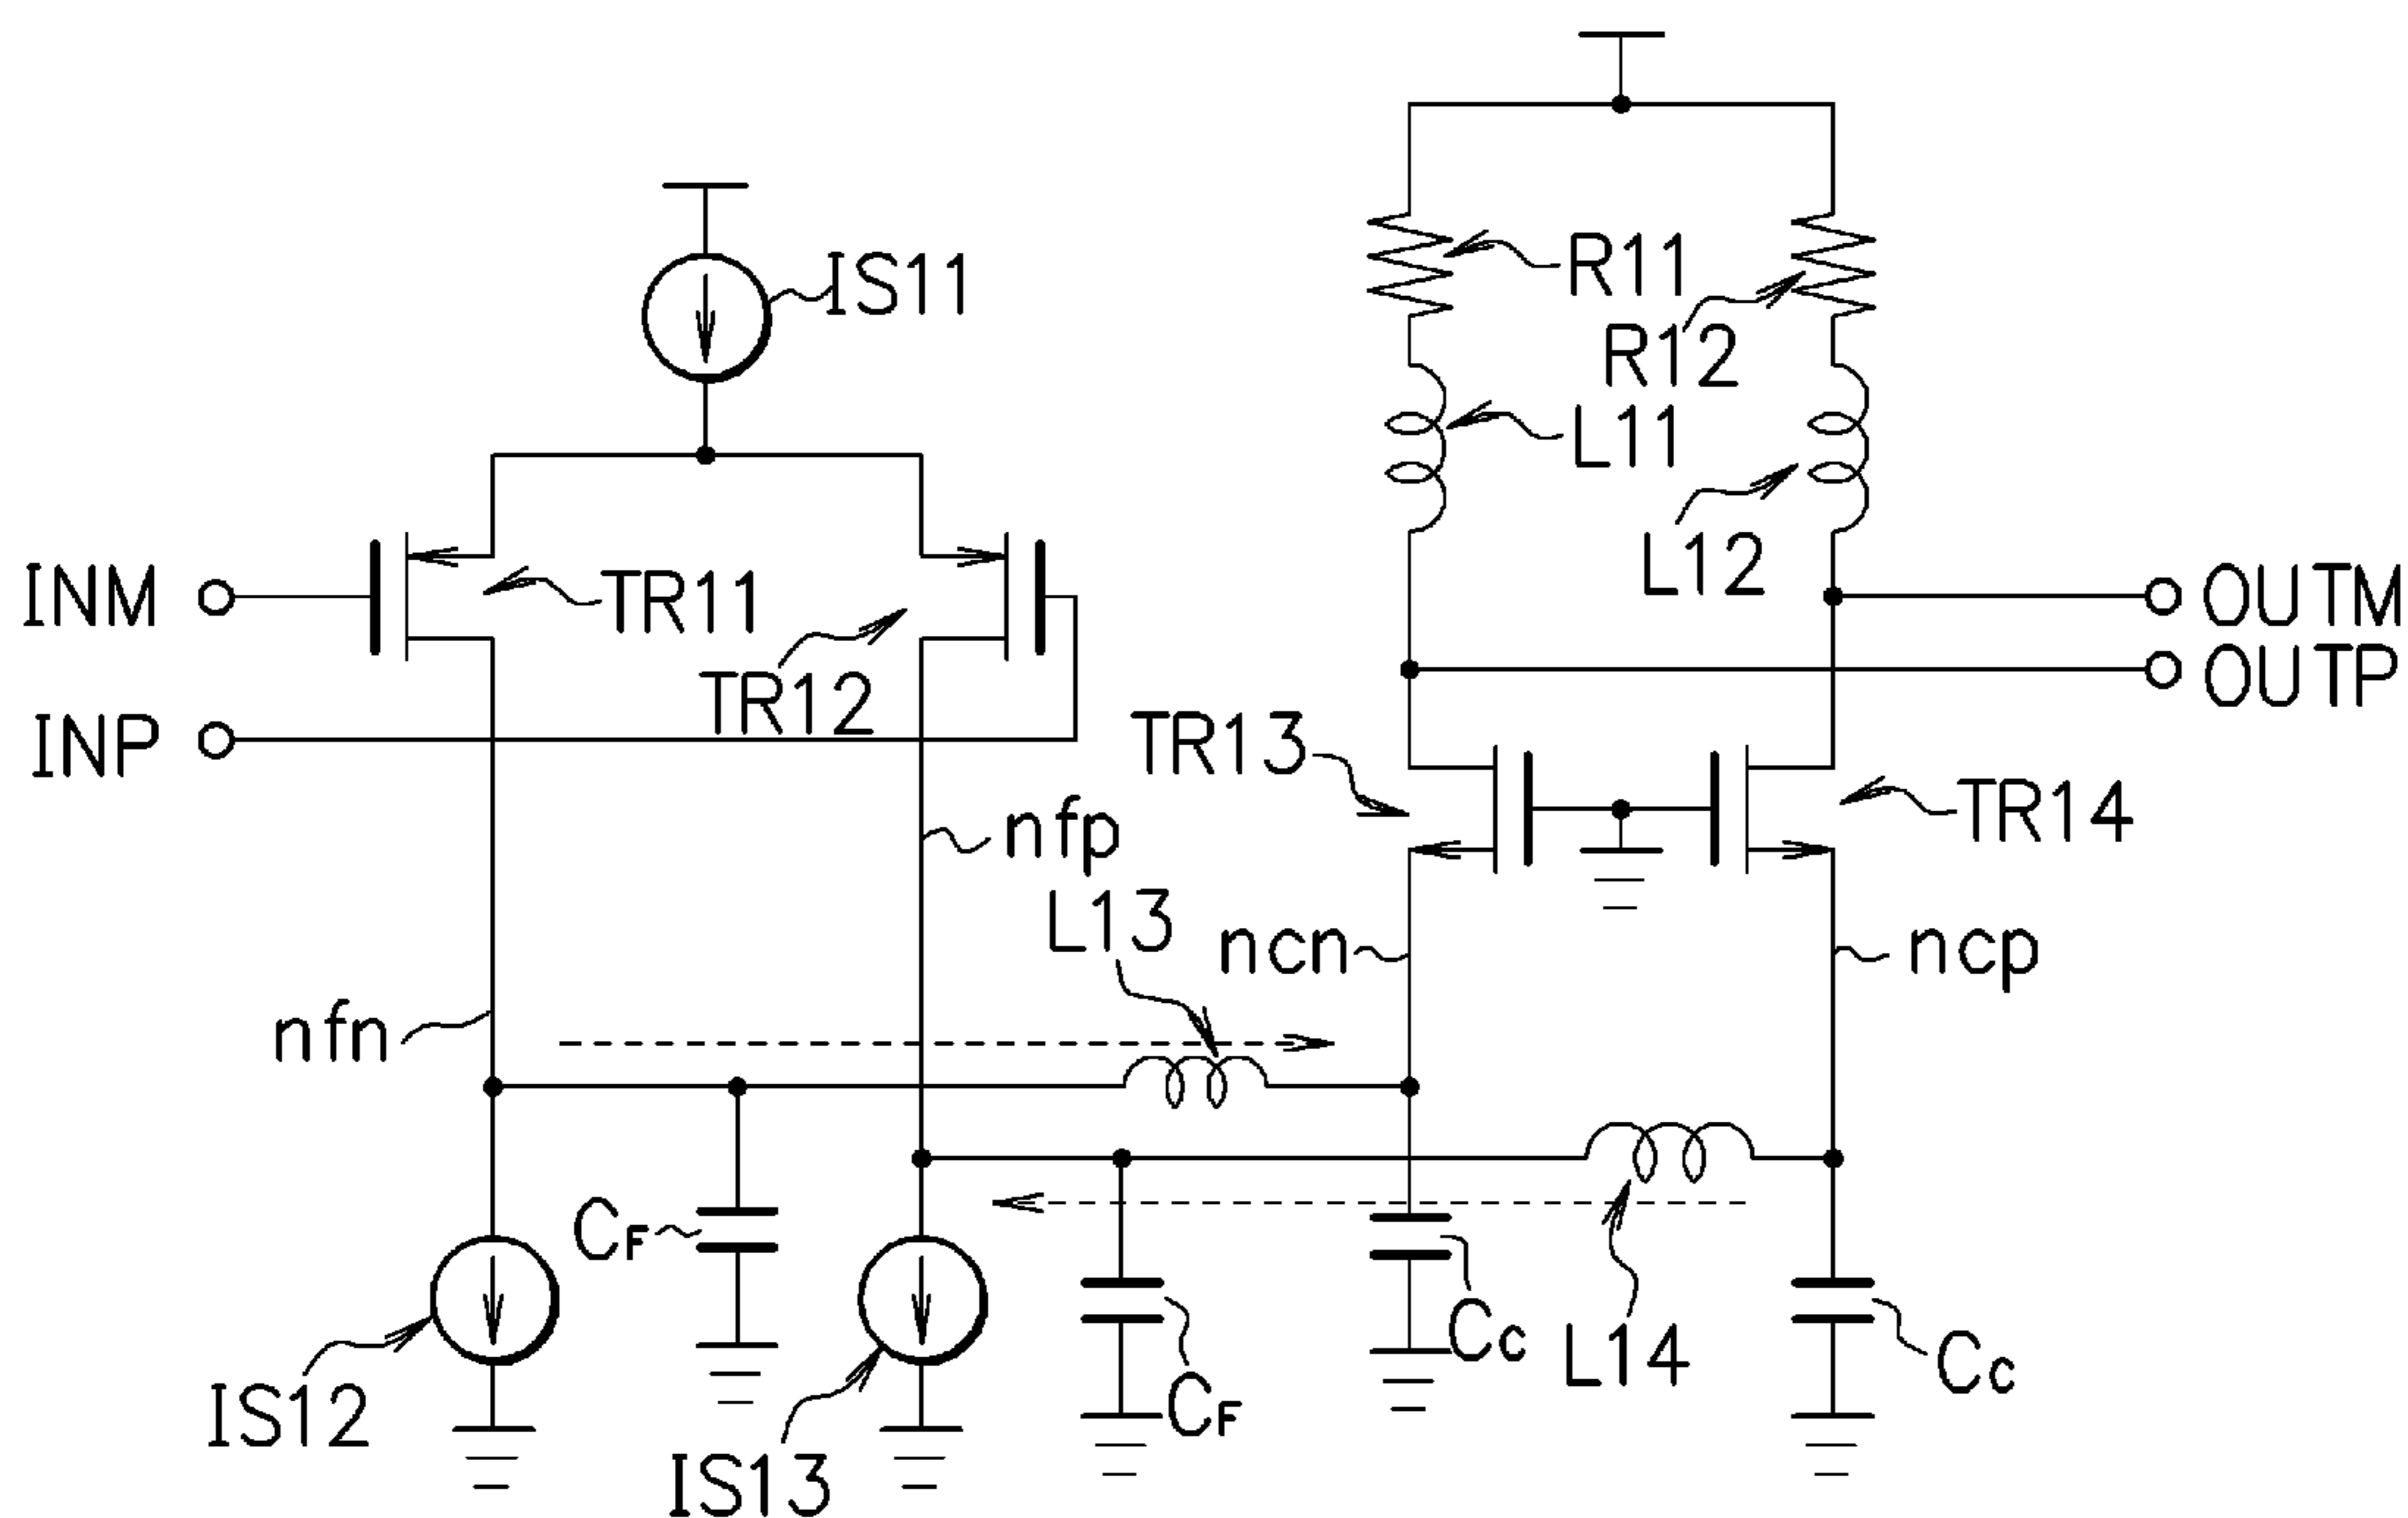 IS11
R11
R12
L11
L12
INM
TR11
OUTM
TR12
OUTP
INP
TR13
TR14
nfp
L13
ncn
ncp
nfn
CF
IS12
CF
Cc
L14
Cc
IS13